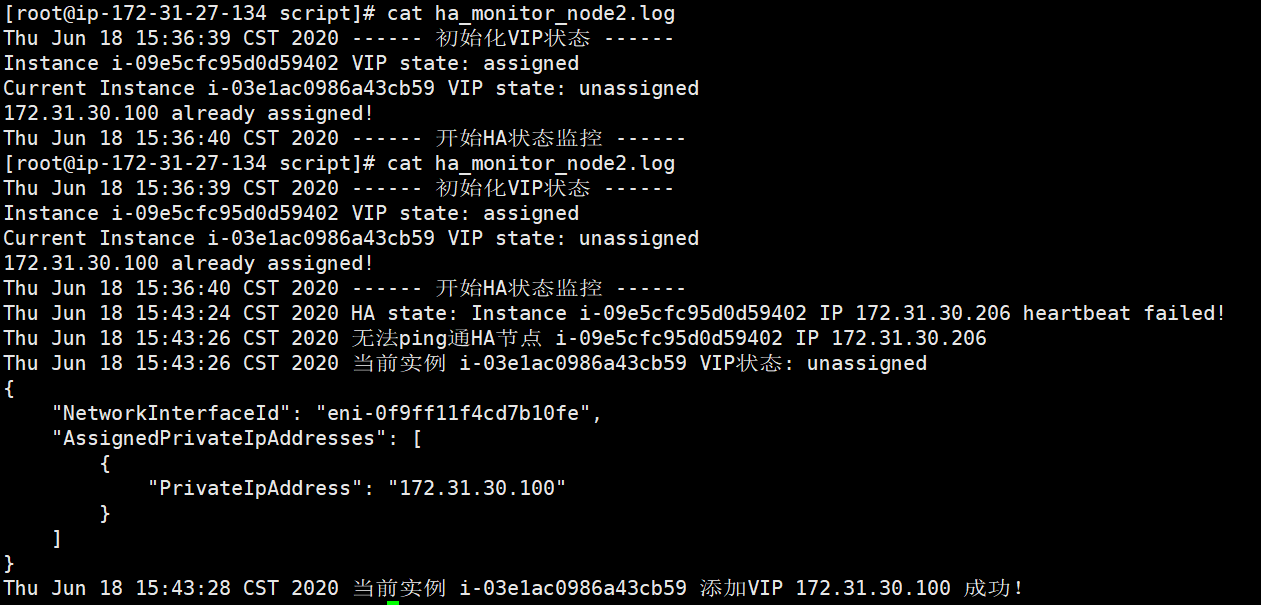 [root@ip-172-31-27-134 script]# cat ha_monitor_node2.log
Thu Jun 18 15:36:39 CST 2020 ------ 初始化VIP状态 ------
Instance i-09e5cfc95d0d59402 VIP state: assigned
Current Instance i-03e1ac0986a43cb59 VIP state: unassigned
172.31.30.100 already assigned!
Thu Jun 18 15:36:40 CST 2020 ------ 开始HA状态监控 ------
[root@ip-172-31-27-134 script]# cat ha_monitor_node2.log
Thu Jun 18 15:36:39 CST 2020 ------ 初始化VIP状态 ------
Instance i-09e5cfc95d0d59402 VIP state: assigned
Current Instance i-03e1ac0986a43cb59 VIP state: unassigned
172.31.30.100 already assigned!
Thu Jun 18 15:36:40 CST 2020 ------ 开始HA状态监控 ------
Thu Jun 18 15:43:24 CST 2020 HA state: Instance i-09e5cfc95d0d59402 IP 172.31.30.206 heartbeat failed!
Thu Jun 18 15:43:26 CST 2020 无法ping通HA节点 i-09e5cfc95d0d59402 IP 172.31.30.206
Thu Jun 18 15:43:26 CST 2020 当前实例 i-03e1ac0986a43cb59 VIP状态: unassigned
{
    "NetworkInterfaceId": "eni-0f9ff11f4cd7b10fe",
    "AssignedPrivateIpAddresses": [
        {
            "PrivateIpAddress": "172.31.30.100"
        }
    ]
}
Thu Jun 18 15:43:28 CST 2020 当前实例 i-03e1ac0986a43cb59 添加VIP 172.31.30.100 成功!